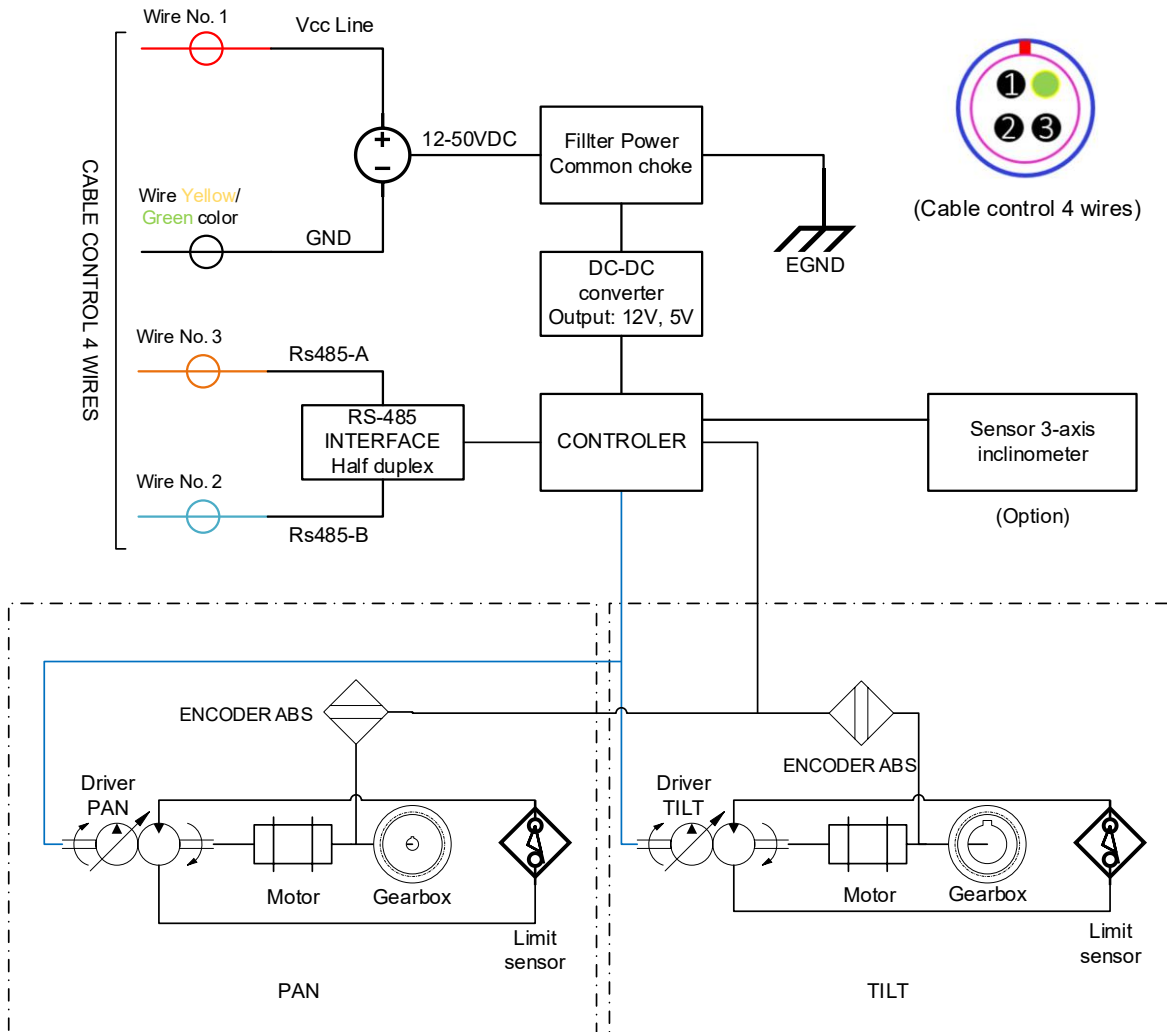 Wire No. 1
Vcc Line
12-50VDC
Fillter Power
Common choke
1
2
3
(Cable control 4 wires)
CABLE CONTROL 4 WIRES
Wire Yellow/
Green color
GND
EGND
DC-DC
converter
Output: 12V, 5V
Wire No. 3
Rs485-A
RS-485
INTERFACE
Half duplex
CONTROLER
Sensor 3-axis
inclinometer
(Option)
Wire No. 2
Rs485-B
ENCODER ABS
Driver
PAN
Motor
Gearbox
Limit
sensor
PAN
ENCODER ABS
Driver
TILT
Motor
Gearbox
Limit
sensor
TILT